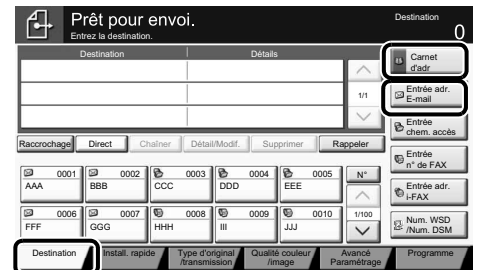 Prêt pour envoi.
Entrez la destination.
Destination
0
Destination
Détails
1/1
Carnet
d'adr
Entrée adr.
E-mail
Entrée
chem. accès
Entrée
n° de FAX
Entrée adr.
i-FAX
Num. WSD
/Num. DSM
Raccrochage
Direct
Chaîner
Détail/Modif.
Supprimer
Rappeler
0001
AAA
0002
BBB
0003
CCC
0004
DDD
0005
EEE
N°
0006
FFF
0007
GGG
0008
HHH
0009
III
0010
JJJ
1/100
Destination
Install. rapide
Type d'original
/transmission
Qualité couleur
/image
Avancé
Paramétrage
Programme